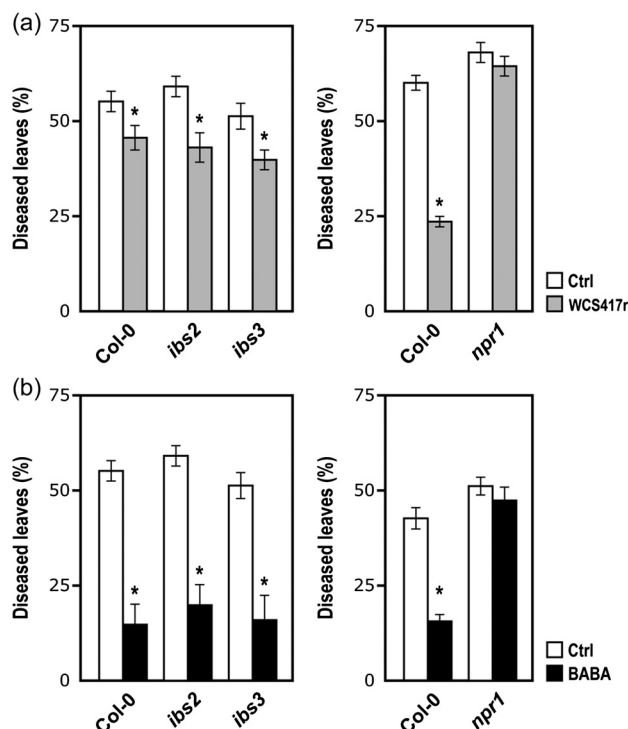 (a)
75
50
25
0
Diseased leaves (%)
*
*
*
Col-0
ibs2
ibs3
75
50
25
0
Diseased leaves (%)
*
Col-0
npr1
Ctrl
WCS417r
(b)
75
50
25
0
Diseased leaves (%)
*
*
*
Col-0
ibs2
ibs3
75
50
25
0
Diseased leaves (%)
*
Col-0
npr1
Ctrl
BABA